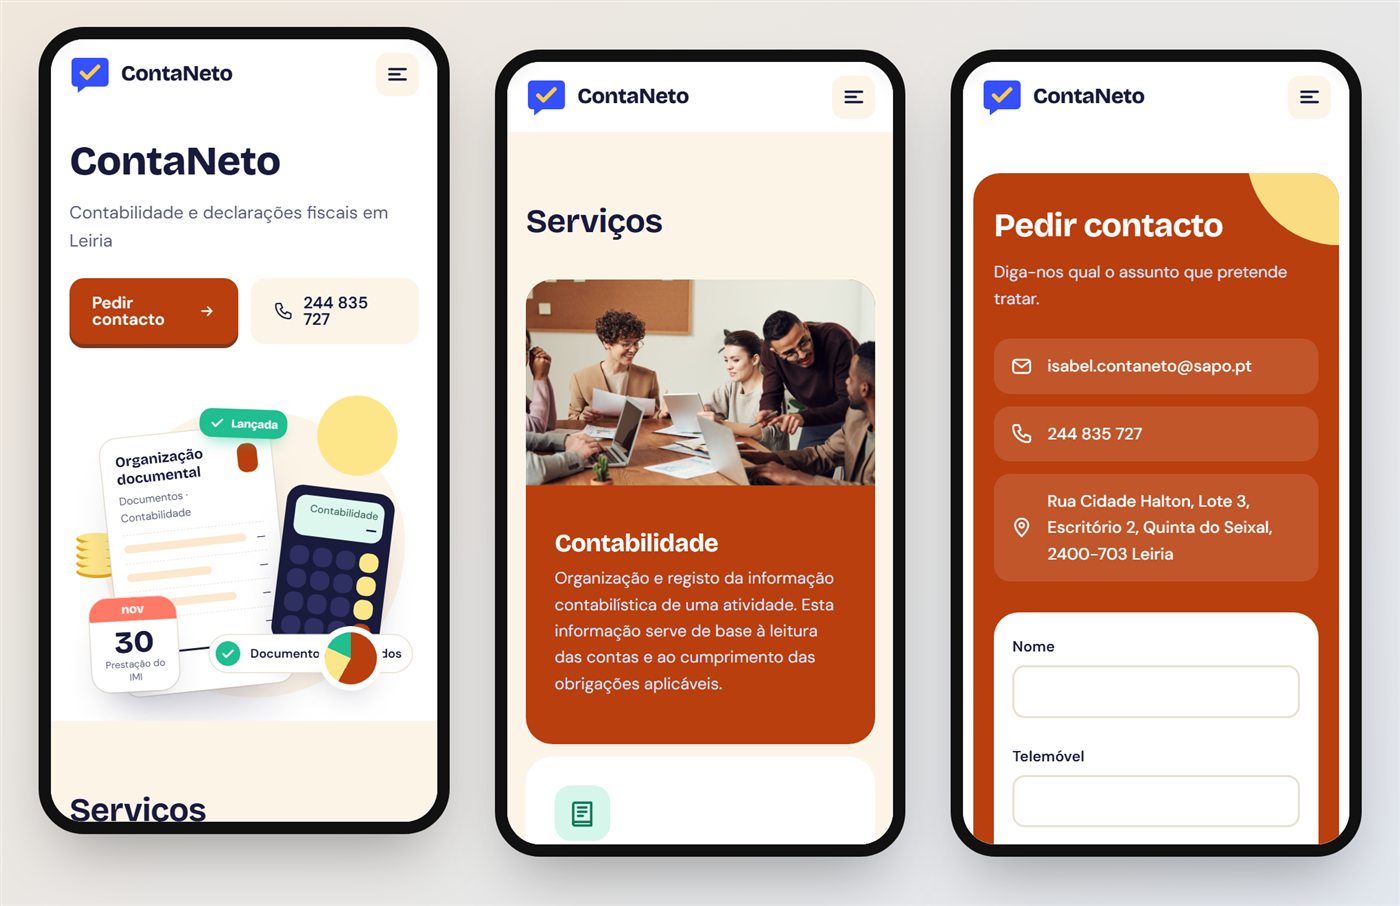 ContaNeto
ContaNeto
Contabilidade e declarações fiscais em
Leiria
Pedir
contacto
244 835
727
Lançada
Organização
documental
Documentos ·
Contabilidade
Contabilidade
nov
30
Prestação do
IMI
Documento
dos
Serviços
ContaNeto
Serviços
Contabilidade
Organização e registo da informação
contabilística de uma atividade. Esta
informação serve de base à leitura
das contas e ao cumprimento das
obrigações aplicáveis.
ContaNeto
Pedir contacto
Diga-nos qual o assunto que pretende
tratar.
isabel.contaneto@sapo.pt
244 835 727
Rua Cidade Halton, Lote 3,
Escritório 2, Quinta do Seixal,
2400-703 Leiria
Nome
Telemóvel